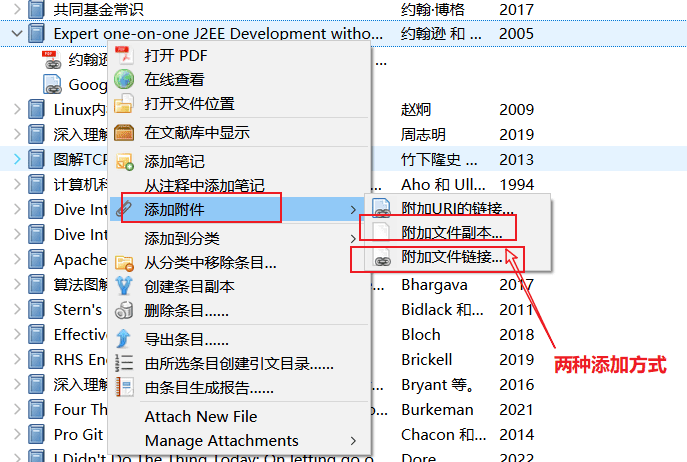 共同基金常识 约翰·博格 2017
Expert one-on-one J2EE Development witho... 约翰逊 和 ... 2005
打开 PDF
约翰逊 ...
在线查看
Goog 打开文件位置
Linux内 赵炯 2009
在文献库中显示
深入理解 周志明 2019
图解TCP 添加笔记 竹下隆史 ... 2013
计算机科 从注释中添加笔记 Aho 和 Ull... 1994
Dive Int 添加附件 附加URI的链接...
Dive Int 添加到分类 附加文件副本...
Apache 从分类中移除条目... 附加文件链接...
算法图解 创建条目副本 Bhargava 2017
Stern's 删除条目...... Bidlack 和... 2011
Effective 导出条目...... Bloch 2018
RHS En 由所选条目创建引文目录...... Brickell 2019
两种添加方式
深入理解 由条目生成报告...... Bryant 等。 2016
Four Th Attach New File Burkeman 2021
Pro Git Manage Attachments Chacon 和... 2014
I Didn't Do The Thing Today: On letting go o Dore 2022